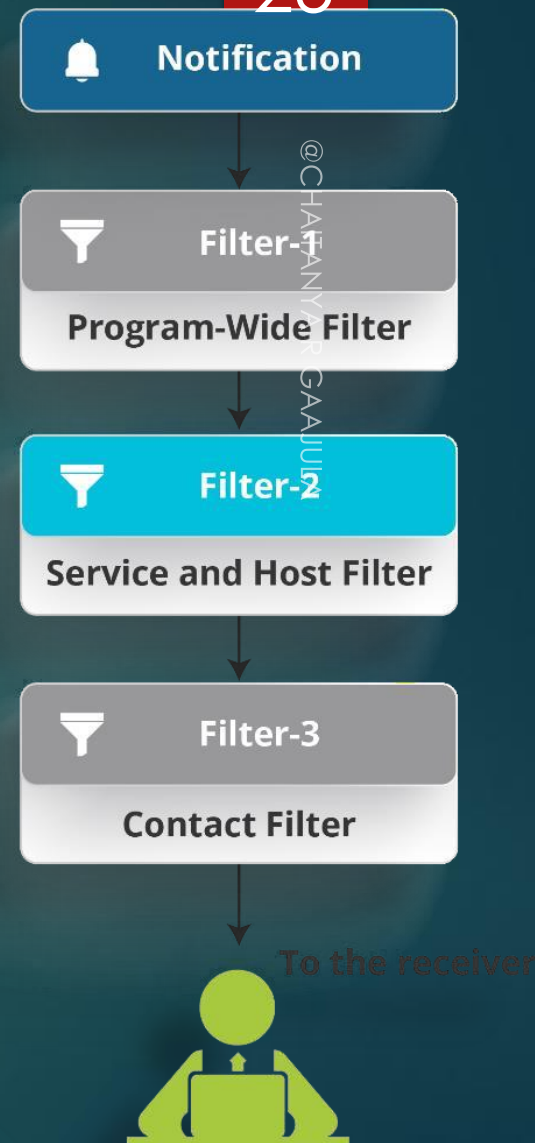 Notification
Filter-1
Program-Wide Filter
Filter-2
Service and Host Filter
Filter-3
Contact Filter
To the receiver